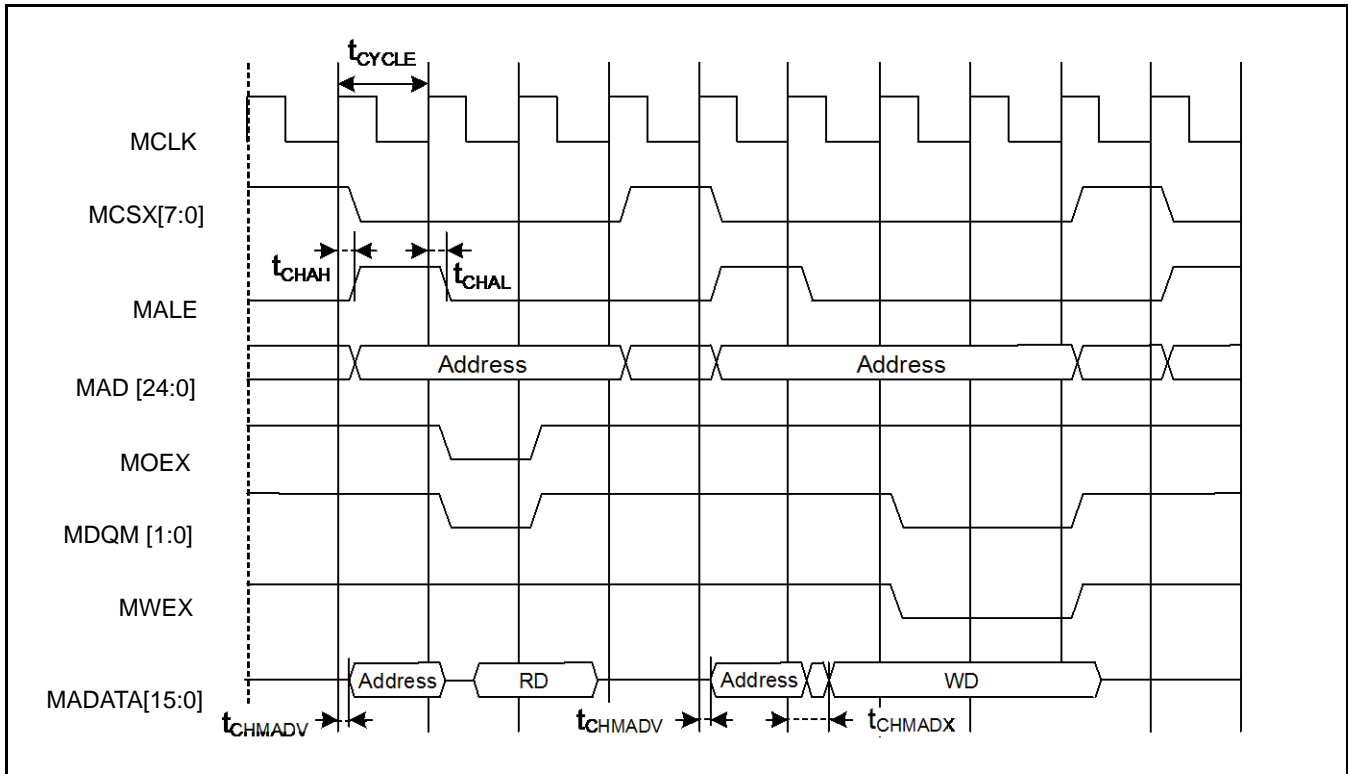 tCYCLE
MCLK
MCSX[7:0]
tCHAH
tCHAL
MALE
Address
Address
MAD [24:0]
MOEX
MDQM [1:0]
MWEX
Address
RD
Address
WD
MADATA[15:0]
tCHMADV
tCHMADV
tCHMADX